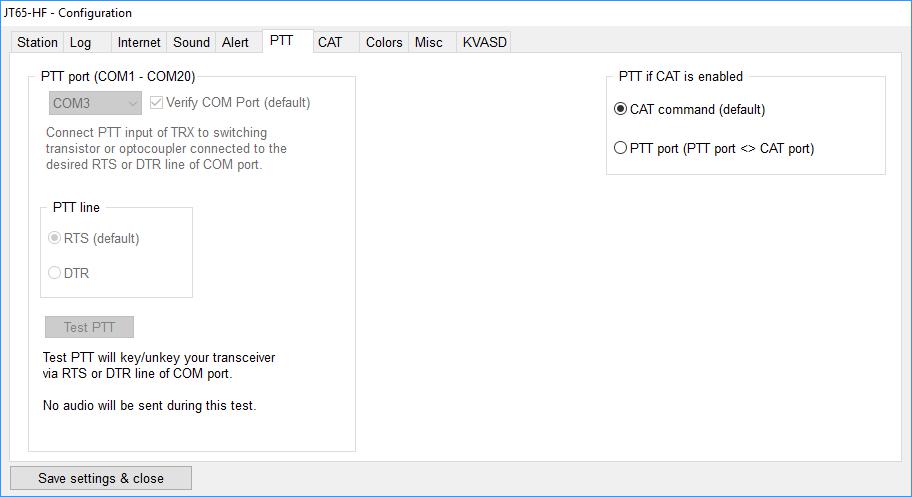 JT65-HF - Configuration
Station Log Internet Sound Alert PTT CAT Colors Misc KVASD
PTT port (COM1 - COM20)
COM3 Verify COM Port (default)
Connect PTT input of TRX to switching
transistor or optocoupler connected to the
desired RTS or DTR line of COM port.
PTT line
RTS (default)
DTR
Test PTT
Test PTT will key/unkey your transceiver
via RTS or DTR line of COM port.
No audio will be sent during this test.
PTT if CAT is enabled
CAT command (default)
PTT port (PTT port <> CAT port)
Save settings & close